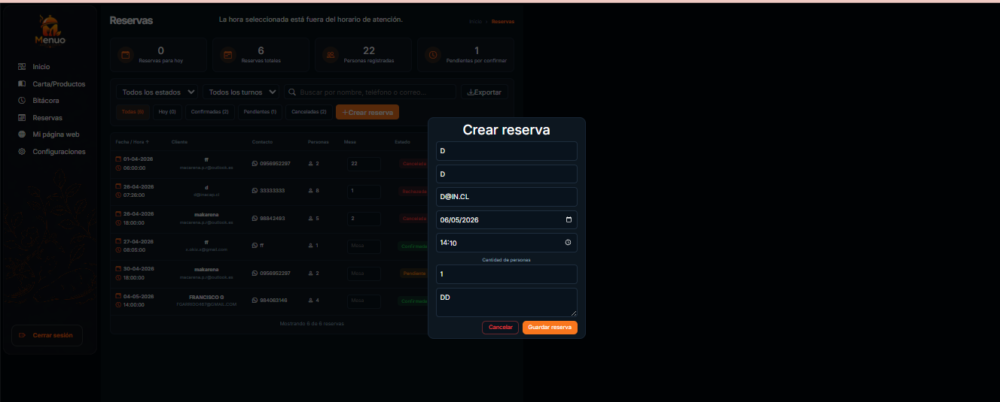 Menuo
Inicio
Carta/Productos
Bitácora
Reservas
Mi página web
Configuraciones
Cerrar sesión
Reservas
La hora seleccionada está fuera del horario de atención.
Inicio > Reservas
0
Reservas para hoy
6
Reservas totales
22
Personas registradas
1
Pendientes por confirmar
Todos los estados
Todos los turnos
Buscar por nombre, teléfono o correo...
Exportar
Todas (6)
Hoy (0)
Confirmadas (2)
Pendientes (1)
Canceladas (2)
+Crear reserva
Fecha / Hora ↑ Cliente Contacto Personas Mesa Estado
01-04-2026 ff 0956952297 2 22 Cancelada
06:00:00 macarena.p.r@outlook.es
26-04-2026 d 33333333 8 1 Rechazada
07:26:00 d@inacap.cl
26-04-2026 makarena 98642493 5 2 Cancelada
18:00:00 macarena.p.r@outlook.es
27-04-2026 ff ff 1 Mesa Confirmada
08:05:00
30-04-2026 makarena 0956952297 2 Mesa Pendiente
18:00:00 macarena.p.r@outlook.es
04-05-2026 FRANCISCO G 984063146 4 Mesa Confirmada
14:00:00 FGARRIDO467@GMAIL.COM
Mostrando 6 de 6 reservas
Crear reserva
D
D
D@IN.CL
06/05/2026
14:10
Cantidad de personas
1
DD
Cancelar
Guardar reserva